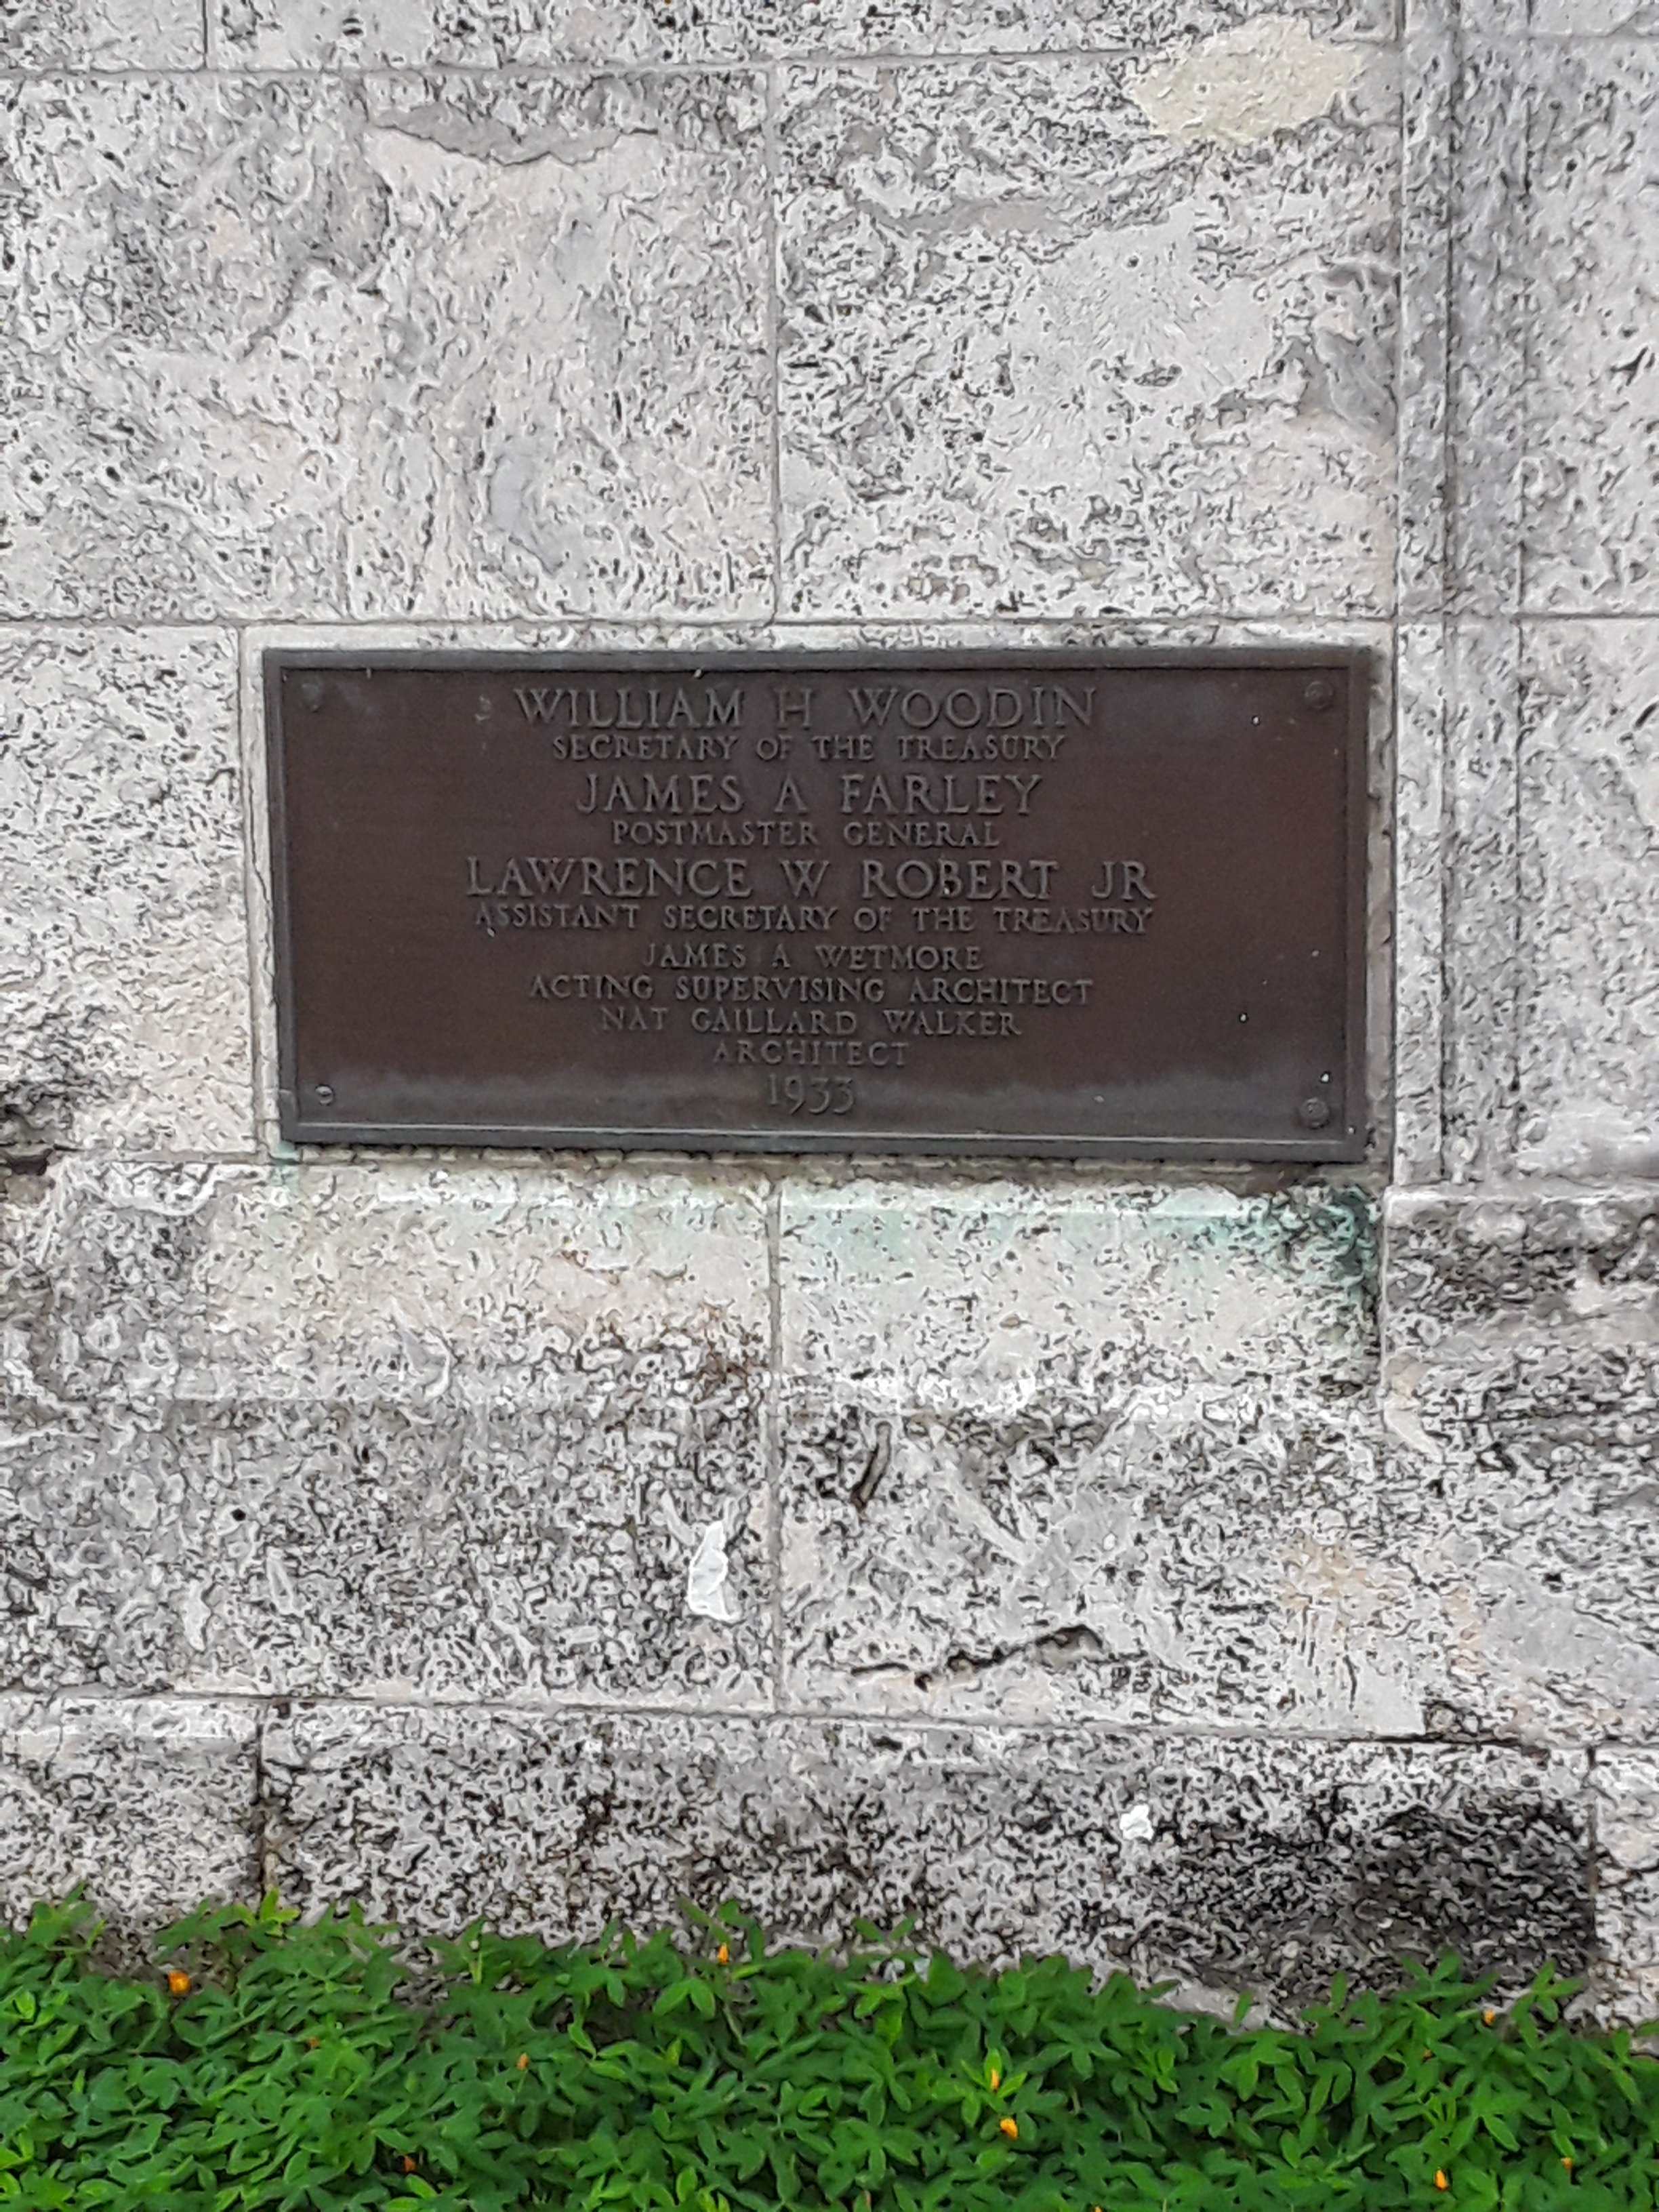 WILLIAM H WOODIN
SECRETARY OF THE TREASURY
JAMES A FARLEY
POSTMASTER GENERAL
LAWRENCE W ROBERT JR
ASSISTANT SECRETARY OF THE TREASURY
JAMES A WETMORE
ACTING SUPERVISING ARCHITECT
NAT GAILLARD WALKER
ARCHITECT
1933